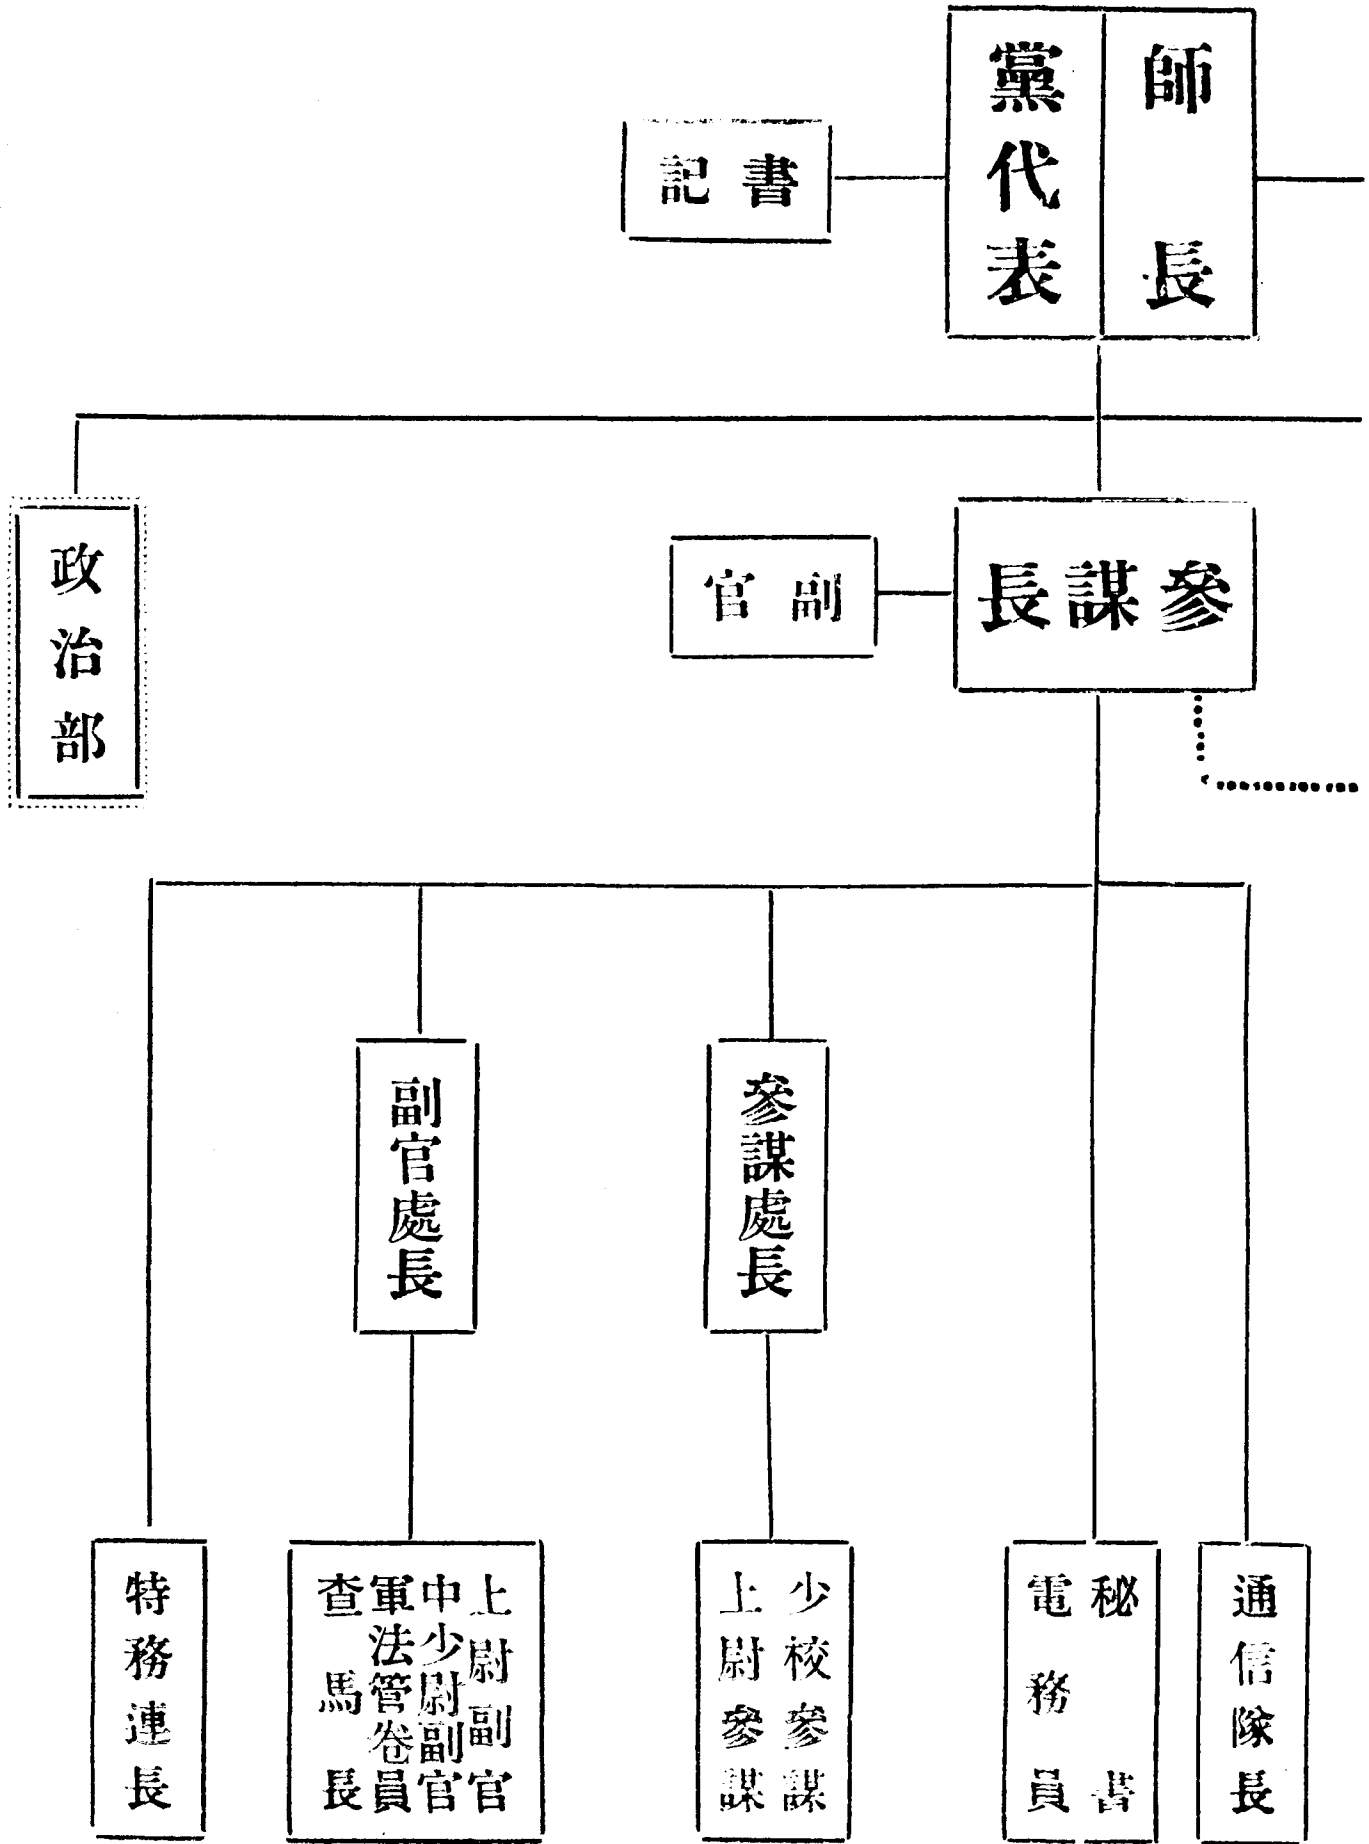 師長
黨代表
書記
參謀長
副官
政治部
參謀處長
副官處長
通信隊長
秘書
電務員
少校參謀
上尉參謀
上尉副官
中少尉副官
軍法管卷員
查馬長
特務連長